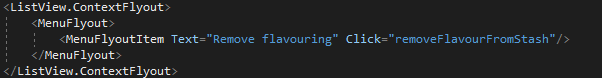 <ListView.ContextFlyout>
<MenuFlyout>
<MenuFlyoutItem Text="Remove flavouring" Click="removeFlavourFromStash"/>
</MenuFlyout>
</ListView.ContextFlyout>